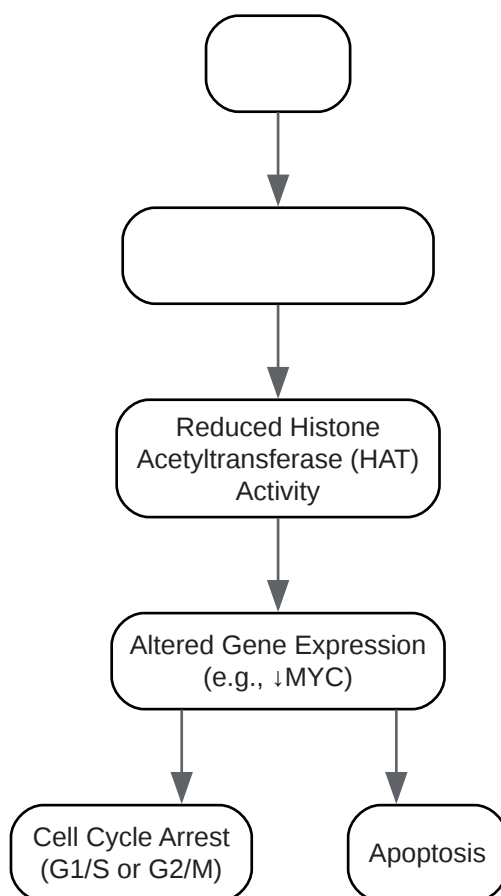 Reduced Histone
Acetyltransferase (HAT)
Activity
Altered Gene Expression
(e.g., ↓MYC)
Cell Cycle Arrest
(G1/S or G2/M)
Apoptosis